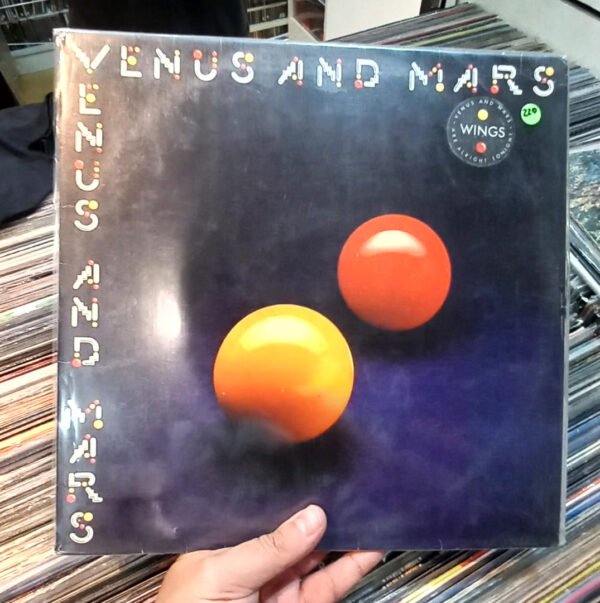 VENUS AND MARS
VENUS AND MARS
VENUS AND MARS
WINGS
ARE ALRIGHT TONIGHT
220